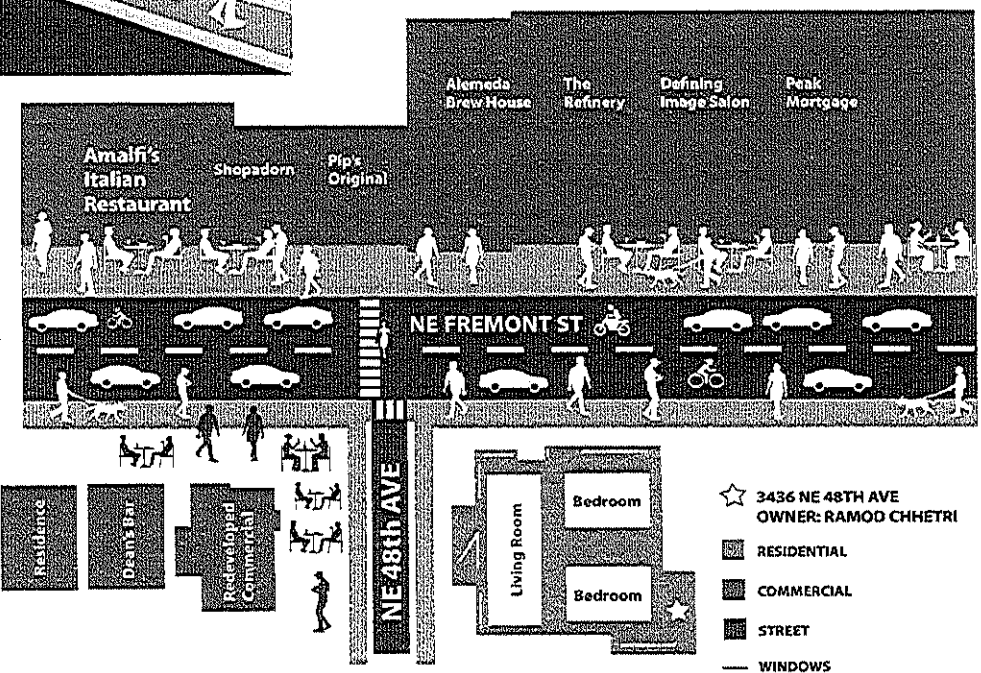 Alemeda
Brew House
The
Refinery
Defining
Image Salon
Peak
Mortgage
Amalfi's
Italian
Restaurant
Shopadorn
Pip's
Original
NE FREMONT ST
NE 48th AVE
Residence
Dean's Bar
Redeveloped
Commercial
Living Room
Bedroom
Bedroom
3436 NE 48TH AVE
OWNER: RAMOD CHHETRI
RESIDENTIAL
COMMERCIAL
STREET
WINDOWS